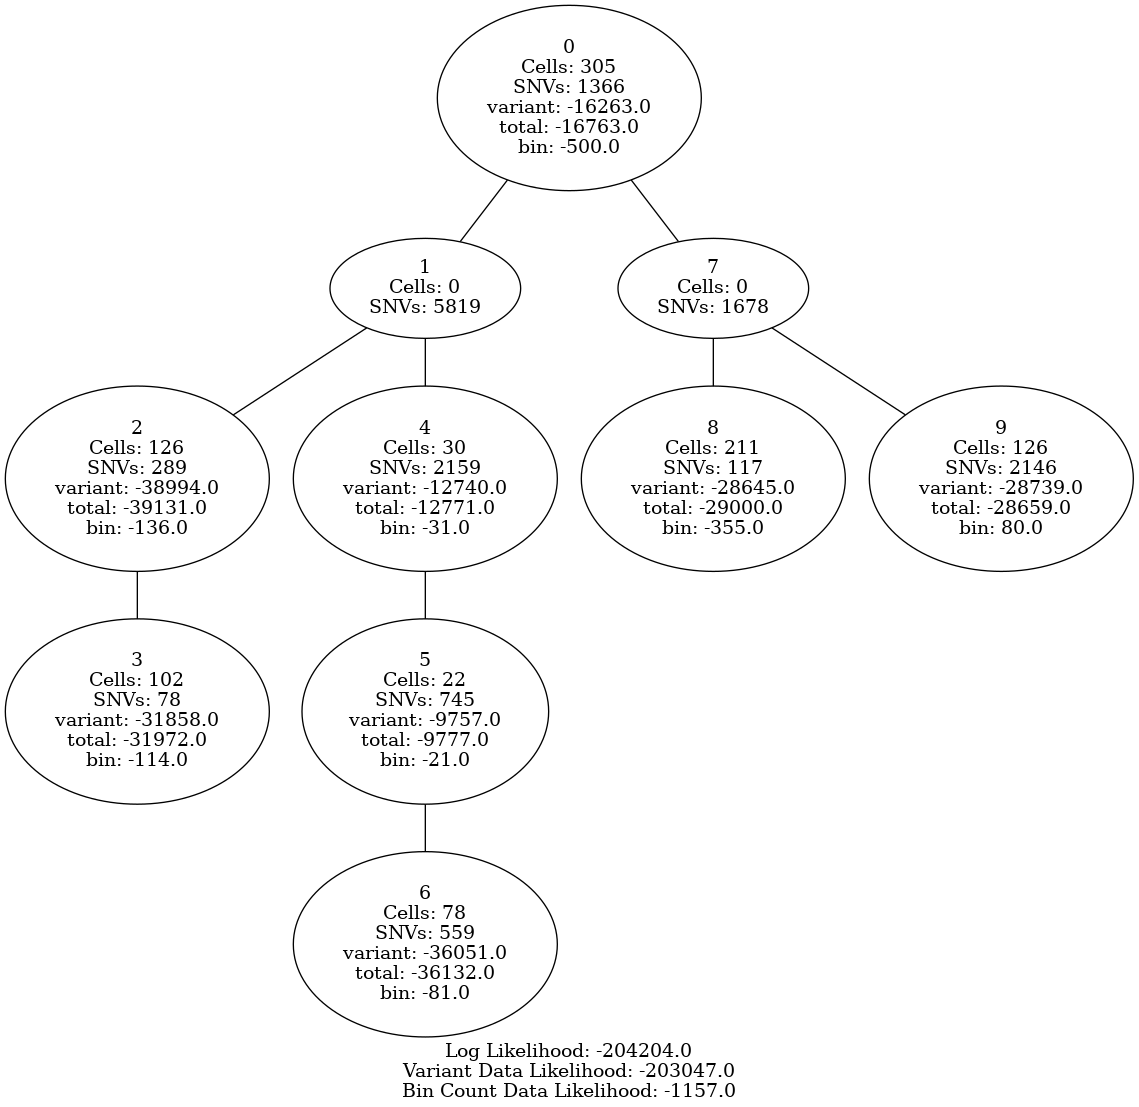 0
Cells: 305
SNVs: 1366
variant: -16263.0
total: -16763.0
bin: -500.0
1
Cells: 0
SNVs: 5819
7
Cells: 0
SNVs: 1678
2
Cells: 126
SNVs: 289
variant: -38994.0
total: -39131.0
bin: -136.0
4
Cells: 30
SNVs: 2159
variant: -12740.0
total: -12771.0
bin: -31.0
8
Cells: 211
SNVs: 117
variant: -28645.0
total: -29000.0
bin: -355.0
9
Cells: 126
SNVs: 2146
variant: -28739.0
total: -28659.0
bin: 80.0
3
Cells: 102
SNVs: 78
variant: -31858.0
total: -31972.0
bin: -114.0
5
Cells: 22
SNVs: 745
variant: -9757.0
total: -9777.0
bin: -21.0
6
Cells: 78
SNVs: 559
variant: -36051.0
total: -36132.0
bin: -81.0
Log Likelihood: -204204.0
Variant Data Likelihood: -203047.0
Bin Count Data Likelihood: -1157.0